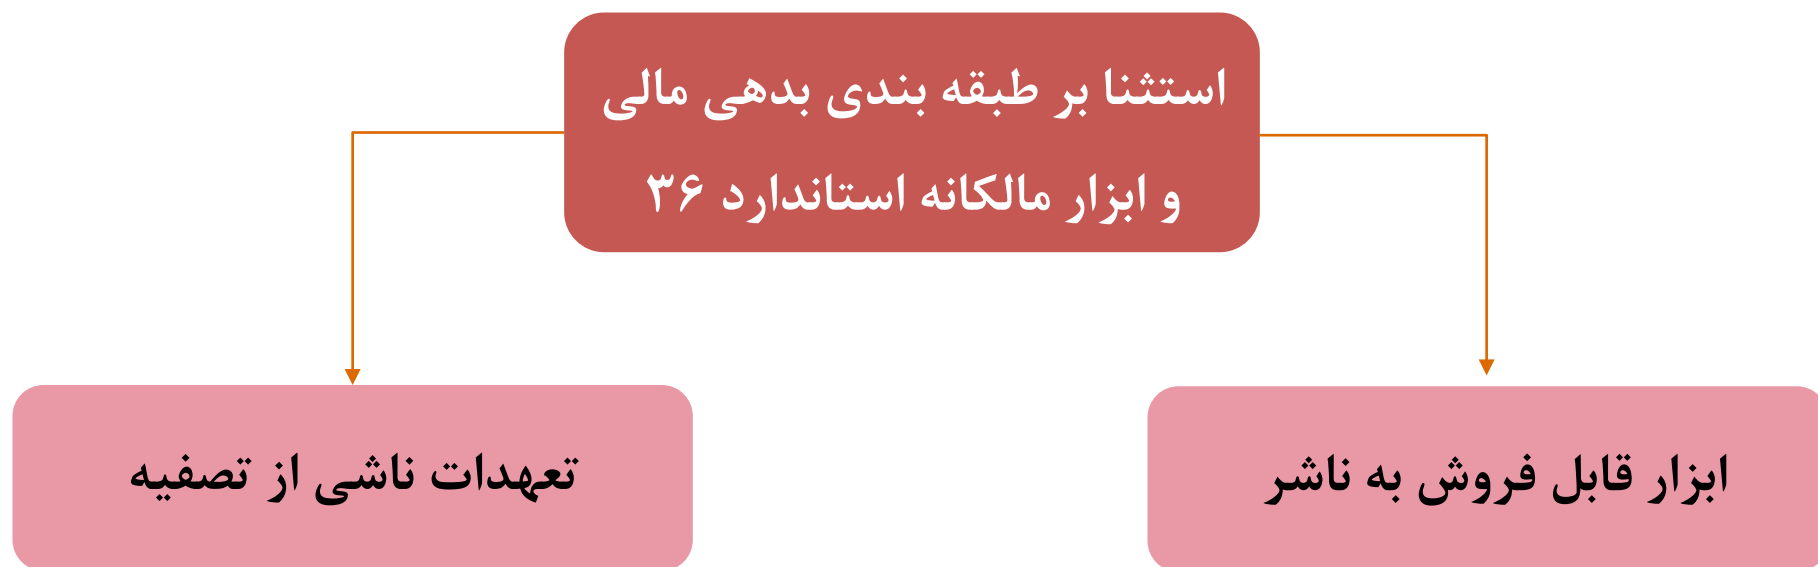 استثنا بر طبقه بندی بدهی مالی
و ابزار مالکانه استاندارد ۳۶
ابزار قابل فروش به ناشر
تعهدات ناشی از تصفیه